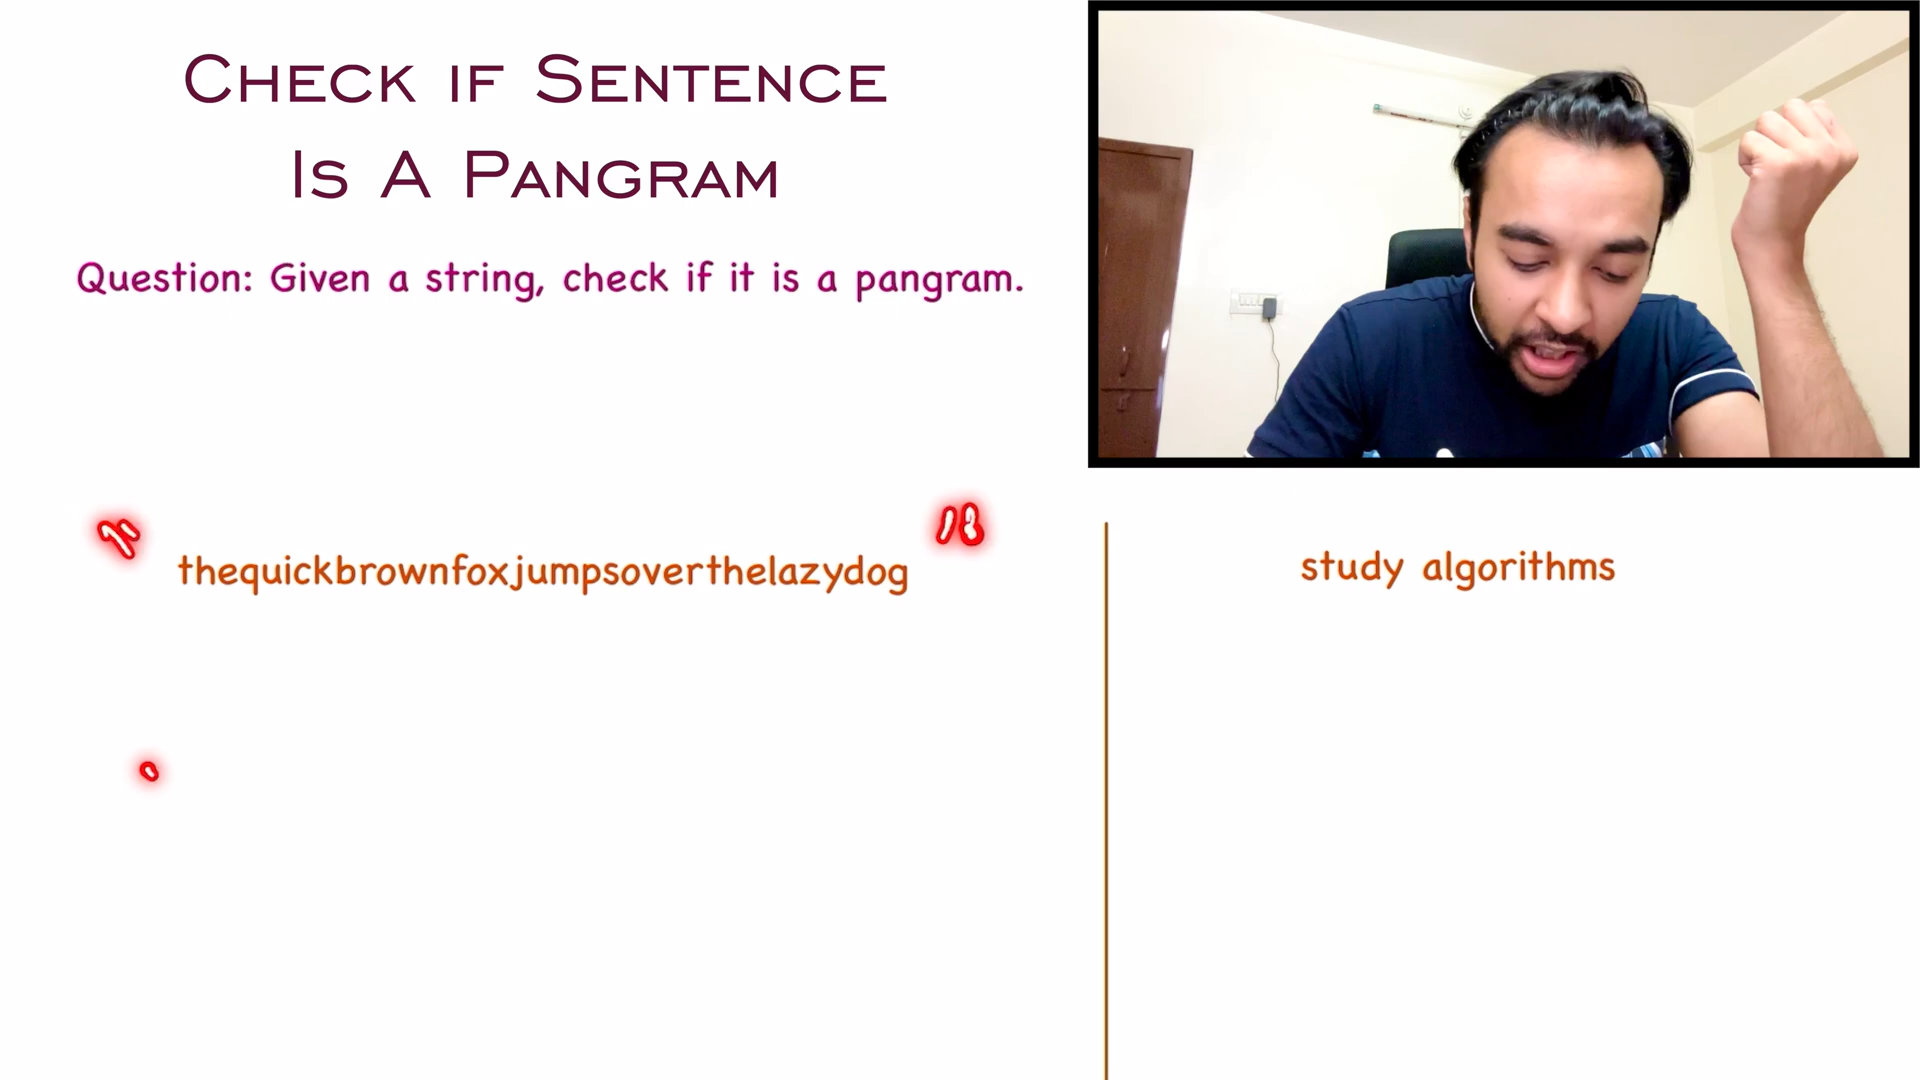 Check if Sentence
Is A Pangram
Question: Given a string, check if it is a pangram.
thequickbrownfoxjumpsoverthelazydog
study algorithms